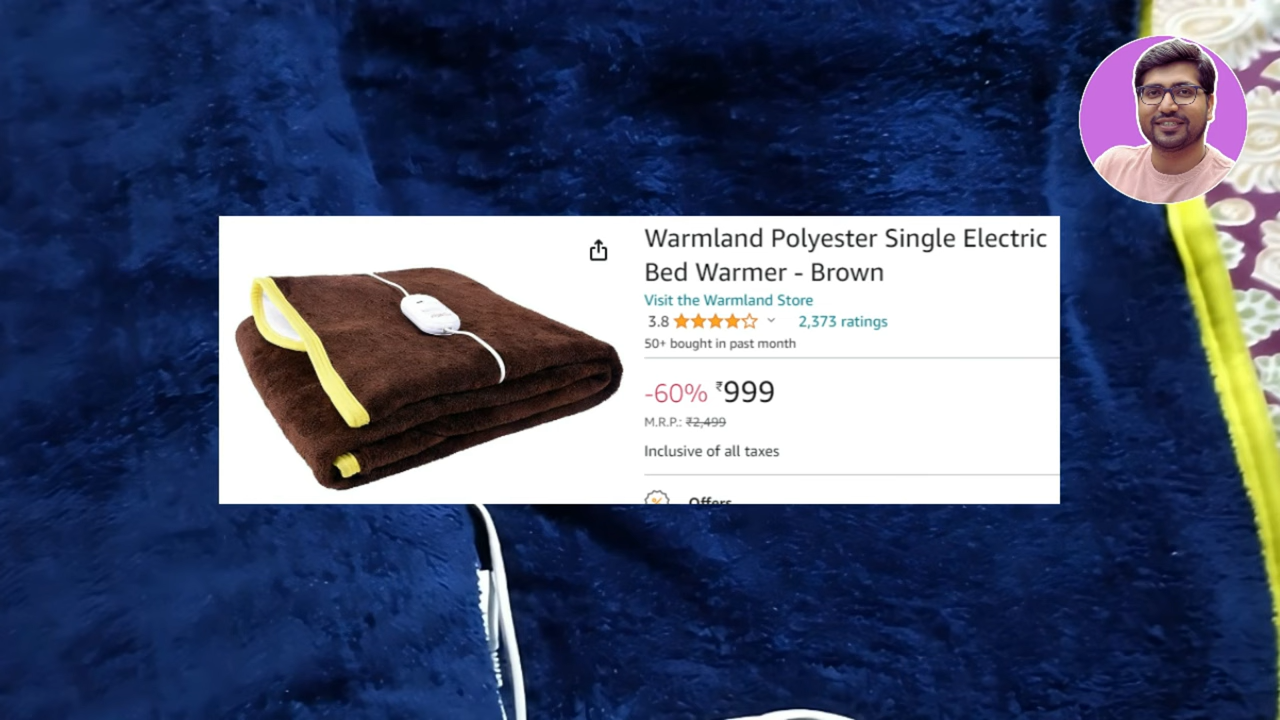 Warmland Polyester Single Electric
Bed Warmer - Brown
Visit the Warmland Store
3.8 2,373 ratings
50+ bought in past month
-60% ₹999
M.R.P.: ₹2,499
Inclusive of all taxes
Offers